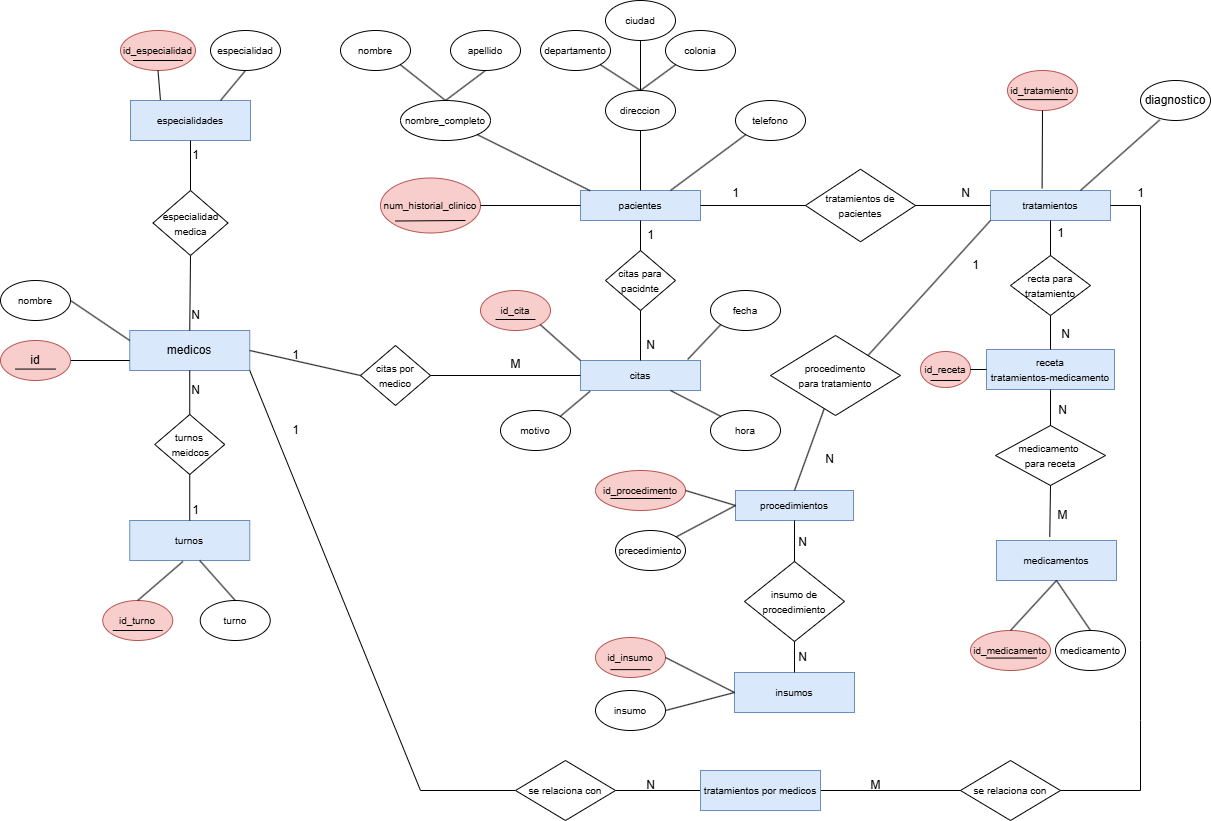 ciudad
id_especialidad
especialidad
nombre
apellido
departamento
colonia
id_tratamiento
diagnostico
direccion
especialidades
nombre_completo
telefono
1
especialidad
medica
num_historial_clinico
pacientes
1
tratamientos de
pacientes
N
tratamientos
1
1
1
citas para
pacidnte
1
recta para
tratamiento
nombre
N
id_cita
fecha
N
medicos
id
1
citas por
medico
M
N
citas
procedimiento
para tratamiento
id_receta
receta
tratamientos-medicamento
N
turnos
meidcos
1
motivo
hora
N
N
medicamento
para receta
1
turnos
id_procedimento
procedimientos
M
precedimiento
N
medicamentos
id_turno
turno
insumo de
procedimiento
id_medicamento
medicamento
id_insumo
N
insumos
insumo
se relaciona con
N
tratamientos por medicos
M
se relaciona con